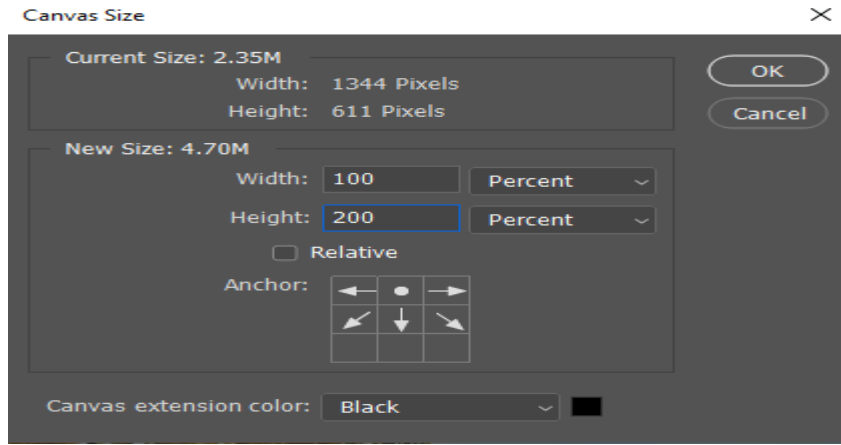 Canvas Size
Current Size: 2.35M
OK
Width: 1344 Pixels
Height: 611 Pixels
Cancel
New Size: 4.70M
Width: 100 Percent
Height: 200 Percent
Relative
Anchor:
Canvas extension color: Black